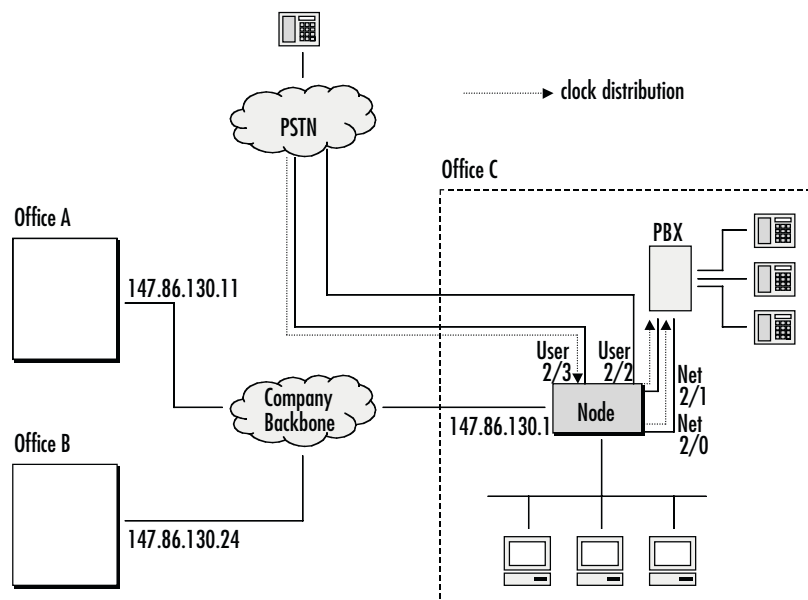 clock distribution
PSTN
Office C
Office A
PBX
147.86.130.11
User
2/3
User
2/2
Net
2/1
Company
Backbone
Node
147.86.130.1
Net
2/0
Office B
147.86.130.24